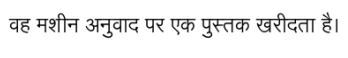 वह मशीन अनुवाद पर एक पुस्तक खरीदता है।